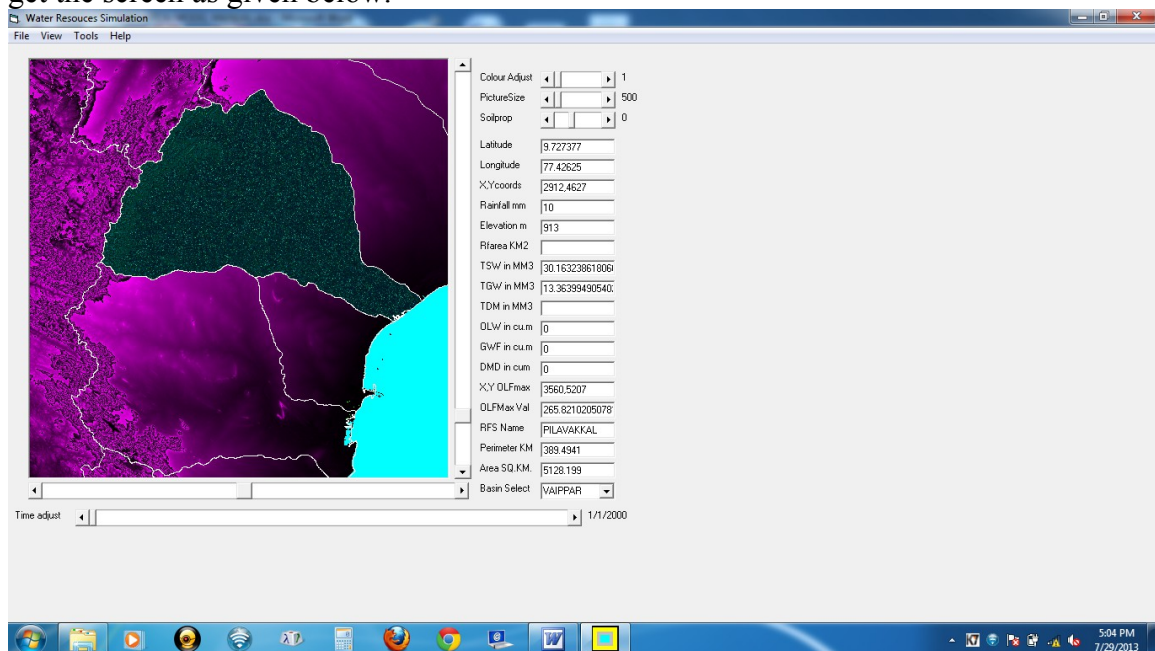 get the screen as given below.
Water Resouces Simulation
File View Tools Help
Colour Adjust 1
PictureSize 500
Soilprop 0
Latitude 9.727377
Longitude 77.42625
X,Ycoords 2912,4627
Rainfall mm 10
Elevation m 913
Rfarea KM2
TSW in MM3 30.1632386180
TGW in MM3 13.3639949054
TDM in MM3
OLW in cu.m 0
GWF in cu.m 0
DMD in cum 0
X,Y OLFmax 3560,5207
OLFMax Val 265.8210205078
RFS Name PILAVAKKAL
Perimeter KM 389.4941
Area SQ.KM. 5128.199
Basin Select VAIPPAR
Time adjust 1/1/2000
5:04 PM
7/29/2013